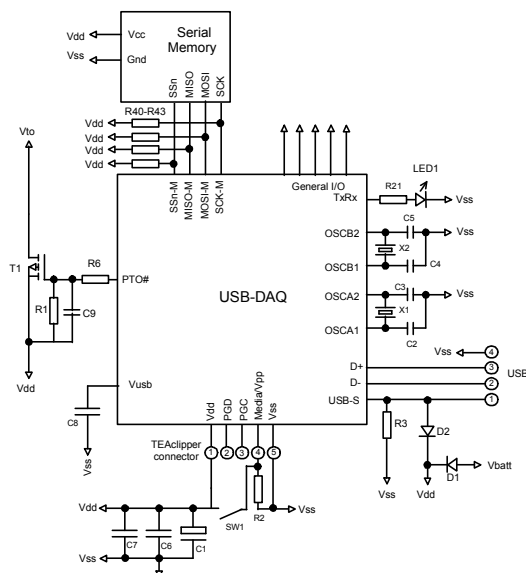 Serial
Memory
Vdd
Vcc
Vss
Gnd
SSn
MISO
MOSI
SCK
R40-R43
Vdd
Vdd
Vdd
Vdd
Vto
SSn-M
MISO-M
MOSI-M
SCK-M
General I/O
TxRx
R21
LED1
Vss
T1
R6
PTO#
R1
C9
Vdd
USB-DAQ
OSCB2
C5
Vss
X2
OSCB1
C4
OSCA2
C3
Vss
X1
OSCA1
C2
Vss
4
D+
3
USB
D-
2
USB-S
1
Vusb
C8
Vss
Vdd
PGD
PGC
Media/Vpp
Vss
R3
D2
D1
Vbatt
Vss
Vdd
TEAclipper
connector
1
2
3
4
5
Vdd
SW1
R2
Vss
C7
C6
C1
Vss